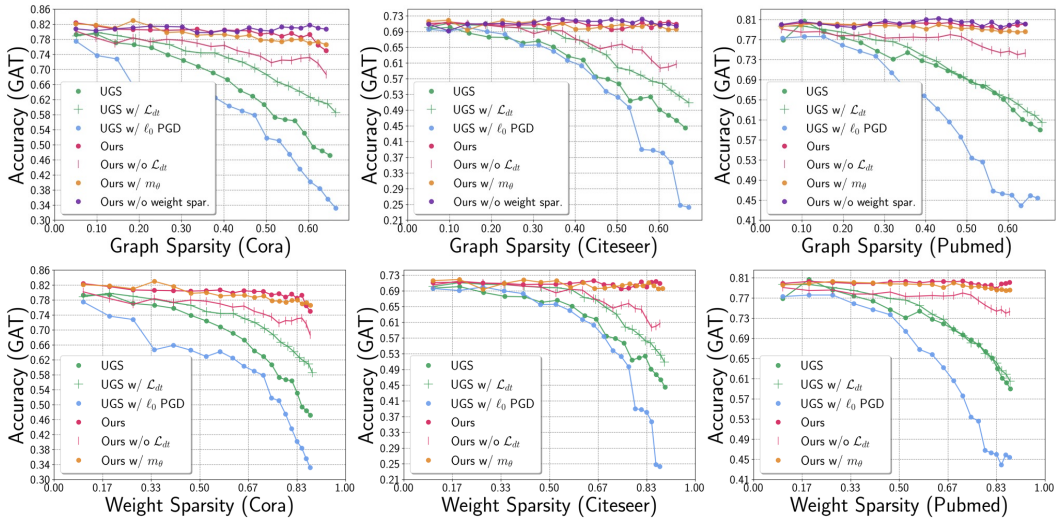 Accuracy (GAT)
0.86
0.82
0.78
0.74
0.70
0.66
0.62
0.58
0.54
0.50
0.46
0.42
0.38
0.34
0.30
UGS
UGS w/ ℒdt
UGS w/ ℓ0 PGD
Ours
Ours w/o ℒdt
Ours w/ mθ
Ours w/o weight spar.
0.00 0.10 0.20 0.30 0.40 0.50 0.60
Graph Sparsity (Cora)
Accuracy (GAT)
0.73
0.69
0.65
0.61
0.57
0.53
0.49
0.45
0.41
0.37
0.33
0.29
0.25
0.21
UGS
UGS w/ ℒdt
UGS w/ ℓ0 PGD
Ours
Ours w/o ℒdt
Ours w/ mθ
Ours w/o weight spar.
0.00 0.10 0.20 0.30 0.40 0.50 0.60
Graph Sparsity (Citeseer)
Accuracy (GAT)
0.81
0.77
0.73
0.69
0.65
0.61
0.57
0.53
0.49
0.45
0.41
UGS
UGS w/ ℒdt
UGS w/ ℓ0 PGD
Ours
Ours w/o ℒdt
Ours w/ mθ
Ours w/o weight spar.
0.00 0.10 0.20 0.30 0.40 0.50 0.60
Graph Sparsity (Pubmed)
Accuracy (GAT)
0.86
0.82
0.78
0.74
0.70
0.66
0.62
0.58
0.54
0.50
0.46
0.42
0.38
0.34
0.30
UGS
UGS w/ ℒdt
UGS w/ ℓ0 PGD
Ours
Ours w/o ℒdt
Ours w/ mθ
0.00 0.17 0.33 0.50 0.67 0.83 1.00
Weight Sparsity (Cora)
Accuracy (GAT)
0.73
0.69
0.65
0.61
0.57
0.53
0.49
0.45
0.41
0.37
0.33
0.29
0.25
0.21
UGS
UGS w/ ℒdt
UGS w/ ℓ0 PGD
Ours
Ours w/o ℒdt
Ours w/ mθ
0.00 0.17 0.33 0.50 0.67 0.83 1.00
Weight Sparsity (Citeseer)
Accuracy (GAT)
0.81
0.77
0.73
0.69
0.65
0.61
0.57
0.53
0.49
0.45
0.41
UGS
UGS w/ ℒdt
UGS w/ ℓ0 PGD
Ours
Ours w/o ℒdt
Ours w/ mθ
0.00 0.17 0.33 0.50 0.67 0.83 1.00
Weight Sparsity (Pubmed)